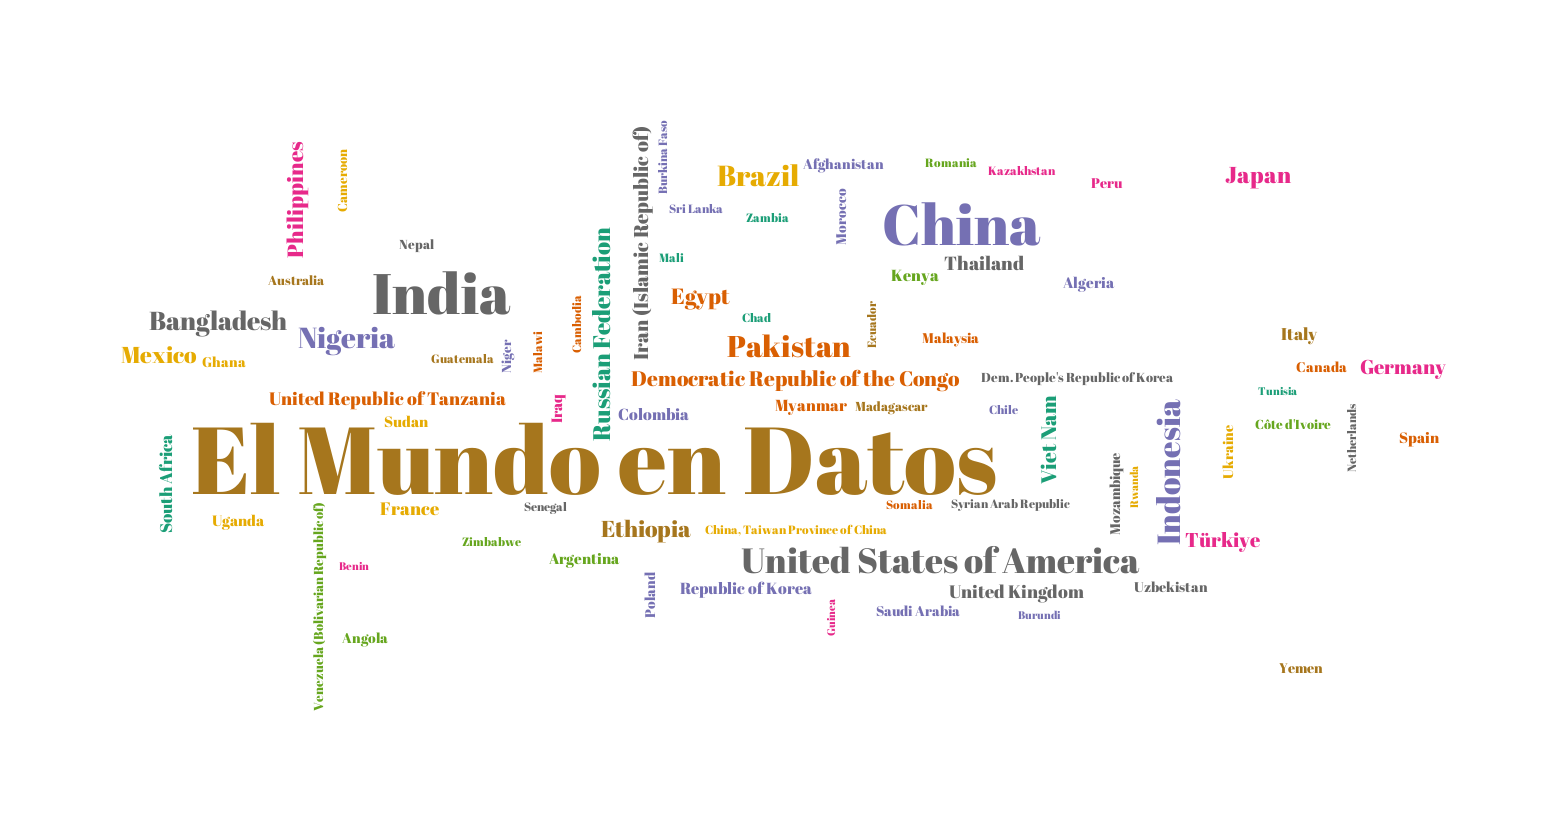 Philippines
Cameroon
Iran (Islamic Republic of)
Burkina Faso
Brazil
Afghanistan
Romania
Kazakhstan
Peru
Japan
Sri Lanka
Zambia
Morocco
China
Nepal
Mali
Kenya
Thailand
Algeria
Australia
India
Russian Federation
Egypt
Bangladesh
Nigeria
Cambodia
Chad
Ecuador
Malaysia
Italy
Mexico
Ghana
Guatemala
Niger
Malawi
Pakistan
Canada
Germany
Democratic Republic of the Congo
Dem. People's Republic of Korea
Tunisia
United Republic of Tanzania
Iraq
Colombia
Myanmar
Madagascar
Chile
Viet Nam
Indonesia
Côte d'Ivoire
Netherlands
Sudan
Ukraine
Spain
South Africa
El Mundo en Datos
Mozambique
Rwanda
Uganda
France
Senegal
Somalia
Syrian Arab Republic
Ethiopia
China, Taiwan Province of China
Türkiye
Venezuela (Bolivarian Republic of)
Zimbabwe
Benin
Argentina
United States of America
Poland
Republic of Korea
United Kingdom
Uzbekistan
Guinea
Saudi Arabia
Burundi
Angola
Yemen